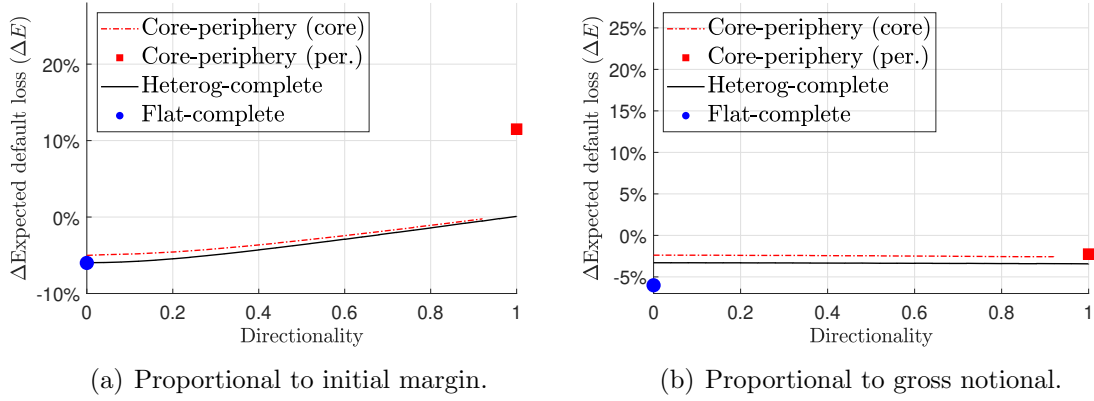 ΔExpected default loss (ΔE)
20%
10%
0%
-10%
Core-periphery (core)
Core-periphery (per.)
Heterog-complete
Flat-complete
0 0.2 0.4 0.6 0.8 1
Directionality
(a) Proportional to initial margin.
ΔExpected default loss (ΔE)
25%
20%
15%
10%
5%
0%
-5%
Core-periphery (core)
Core-periphery (per.)
Heterog-complete
Flat-complete
0 0.2 0.4 0.6 0.8 1
Directionality
(b) Proportional to gross notional.